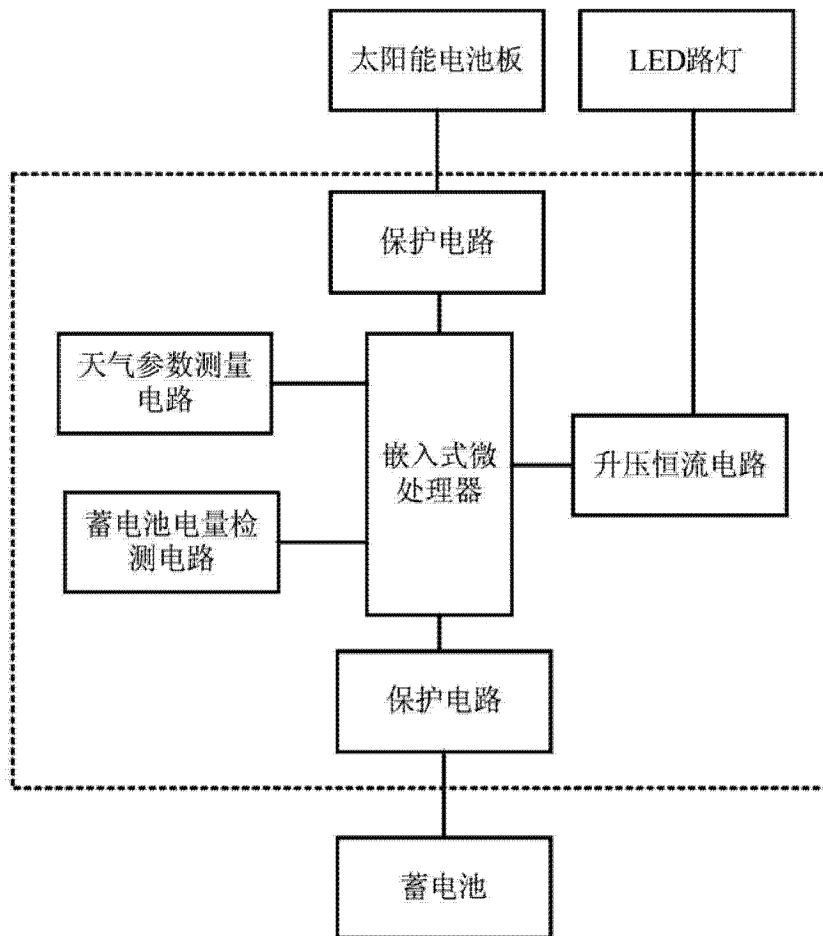 太阳能电池板
LED路灯
保护电路
天气参数测量
电路
嵌入式微
处理器
升压恒流电路
蓄电池电量检
测电路
保护电路
蓄电池